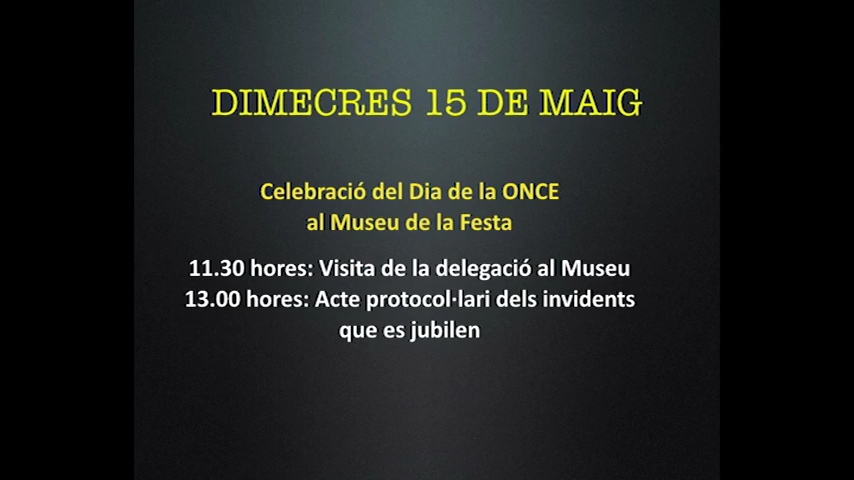 DIMECRES 15 DE MAIG
Celebració del Dia de la ONCE
al Museu de la Festa
11.30 hores: Visita de la delegació al Museu
13.00 hores: Acte protocol·lari dels invidents
que es jubilen